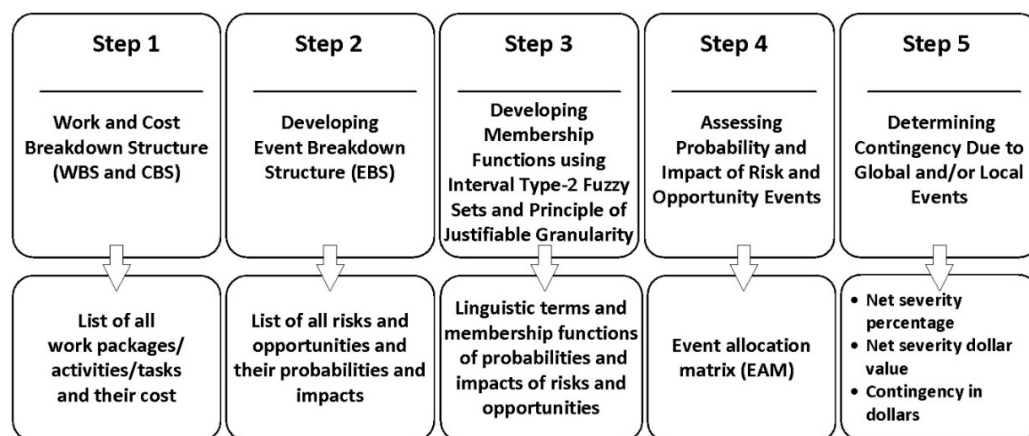 Step 1
Work and Cost
Breakdown Structure
(WBS and CBS)
List of all
work packages/
activities/tasks
and their cost
Step 2
Developing
Event Breakdown
Structure (EBS)
List of all risks and
opportunities and
their probabilities and
impacts
Step 3
Developing
Membership
Functions using
Interval Type-2 Fuzzy
Sets and Principle of
Justifiable Granularity
Linguistic terms and
membership functions
of probabilities and
impacts of risks and
opportunities
Step 4
Assessing
Probability and
Impact of Risk and
Opportunity Events
Event allocation
matrix (EAM)
Step 5
Determining
Contingency Due to
Global and/or Local
Events
• Net severity
percentage
• Net severity dollar
value
• Contingency in
dollars